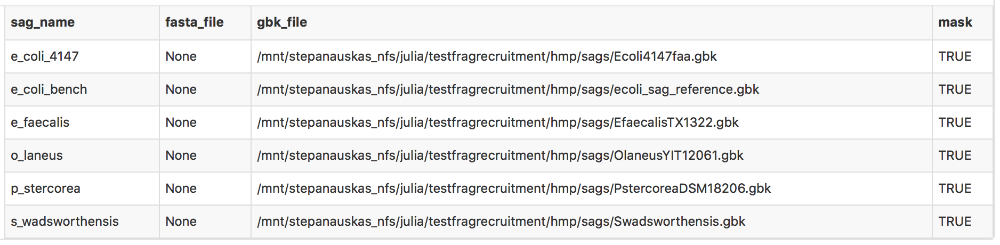 sag_name fasta_file gbk_file mask
e_coli_4147 None /mnt/stepanauskas_nfs/julia/testfragrecruitment/hmp/sags/Ecoli4147faa.gbk TRUE
e_coli_bench None /mnt/stepanauskas_nfs/julia/testfragrecruitment/hmp/sags/ecoli_sag_reference.gbk TRUE
e_faecalis None /mnt/stepanauskas_nfs/julia/testfragrecruitment/hmp/sags/EfaecalisTX1322.gbk TRUE
o_laneus None /mnt/stepanauskas_nfs/julia/testfragrecruitment/hmp/sags/OlaneusYIT12061.gbk TRUE
p_stercorea None /mnt/stepanauskas_nfs/julia/testfragrecruitment/hmp/sags/PstercoreaDSM18206.gbk TRUE
s_wadsworthensis None /mnt/stepanauskas_nfs/julia/testfragrecruitment/hmp/sags/Swadsworthensis.gbk TRUE